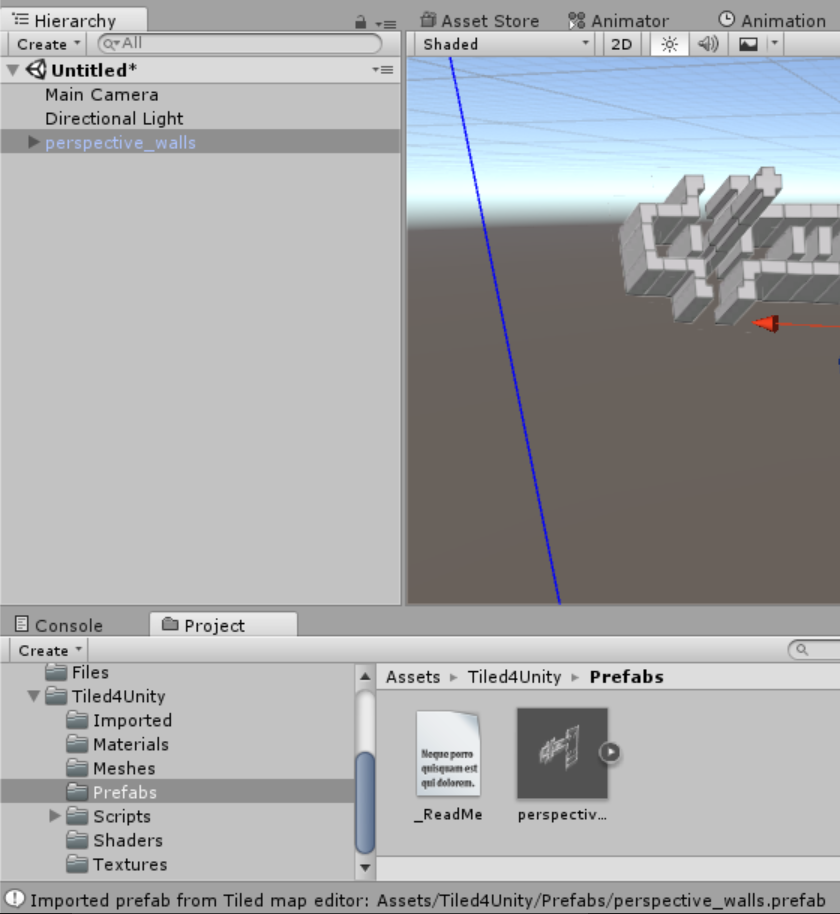 Hierarchy
Create
All
Untitled*
Main Camera
Directional Light
perspective_walls
Asset Store
Animator
Animation
Shaded
2D
Console
Project
Create
Files
Tiled4Unity
Imported
Materials
Meshes
Prefabs
Scripts
Shaders
Textures
Assets ▸ Tiled4Unity ▸ Prefabs
Neque porro
quisquam est
qui dolorem.
_ReadMe
perspectiv...
Imported prefab from Tiled map editor: Assets/Tiled4Unity/Prefabs/perspective_walls.prefab